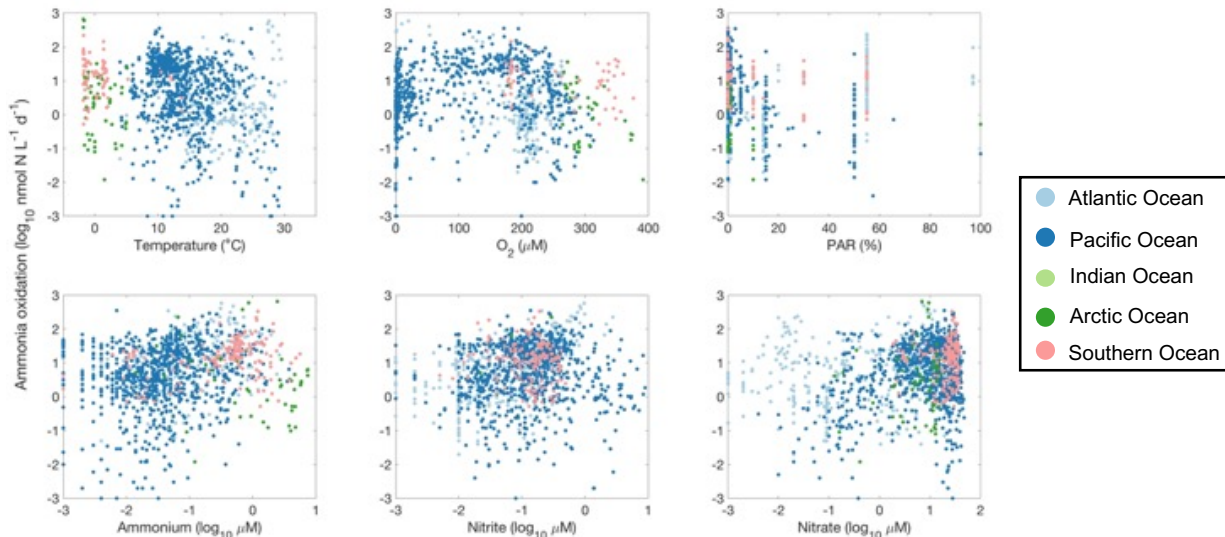 Ammonia oxidation (log10 nmol N L−1 d−1)
3
2
1
0
-1
-2
-3
0 10 20 30
Temperature (°C)
3
2
1
0
-1
-2
-3
0 100 200 300 400
O2 (μM)
3
2
1
0
-1
-2
-3
0 20 40 60 80 100
PAR (%)
3
2
1
0
-1
-2
-3
-3 -2 -1 0 1
Ammonium (log10 μM)
3
2
1
0
-1
-2
-3
-3 -2 -1 0 1
Nitrite (log10 μM)
3
2
1
0
-1
-2
-3
-3 -2 -1 0 1 2
Nitrate (log10 μM)
Atlantic Ocean
Pacific Ocean
Indian Ocean
Arctic Ocean
Southern Ocean